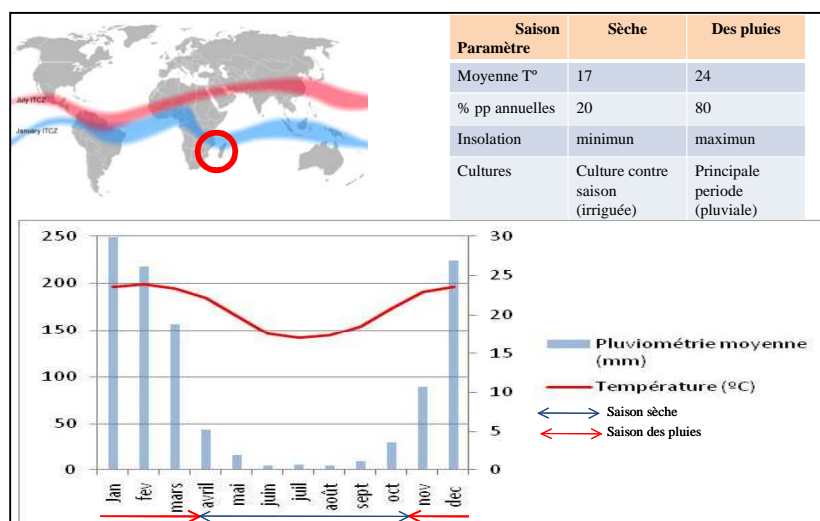 July ITCZ
January ITCZ
Saison Sèche Des pluies
Paramètre
Moyenne Tº 17 24
% pp annuelles 20 80
Insolation minimun maximun
Cultures Culture contre saison (irriguée) Principale periode (pluviale)
250 30
200 25
150 20
100 15
50 10
0 5
0
Jan fev mars avril mai juin juil août sept oct nov dec
Pluviométrie moyenne
(mm)
Température (ºC)
Saison sèche
Saison des pluies